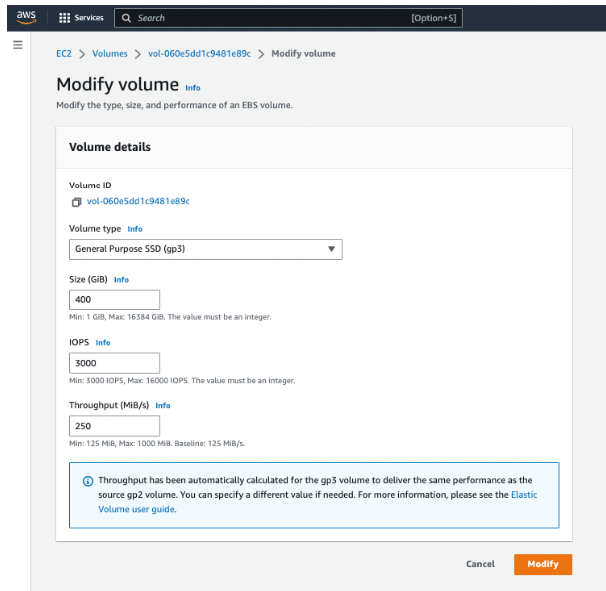 aws
Services
Search
[Option+S]
EC2 > Volumes > vol-060e5dd1c9481e89c > Modify volume
Modify volume Info
Modify the type, size, and performance of an EBS volume.
Volume details
Volume ID
vol-060e5dd1c9481e89c
Volume type Info
General Purpose SSD (gp3)
Size (GiB) Info
400
Min: 1 GiB, Max: 16384 GiB. The value must be an integer.
IOPS Info
3000
Min: 3000 IOPS, Max: 16000 IOPS. The value must be an integer.
Throughput (MiB/s) Info
250
Min: 125 MiB, Max: 1000 MiB. Baseline: 125 MiB/s.
Throughput has been automatically calculated for the gp3 volume to deliver the same performance as the
source gp2 volume. You can specify a different value if needed. For more information, please see the Elastic
Volume user guide.
Cancel
Modify